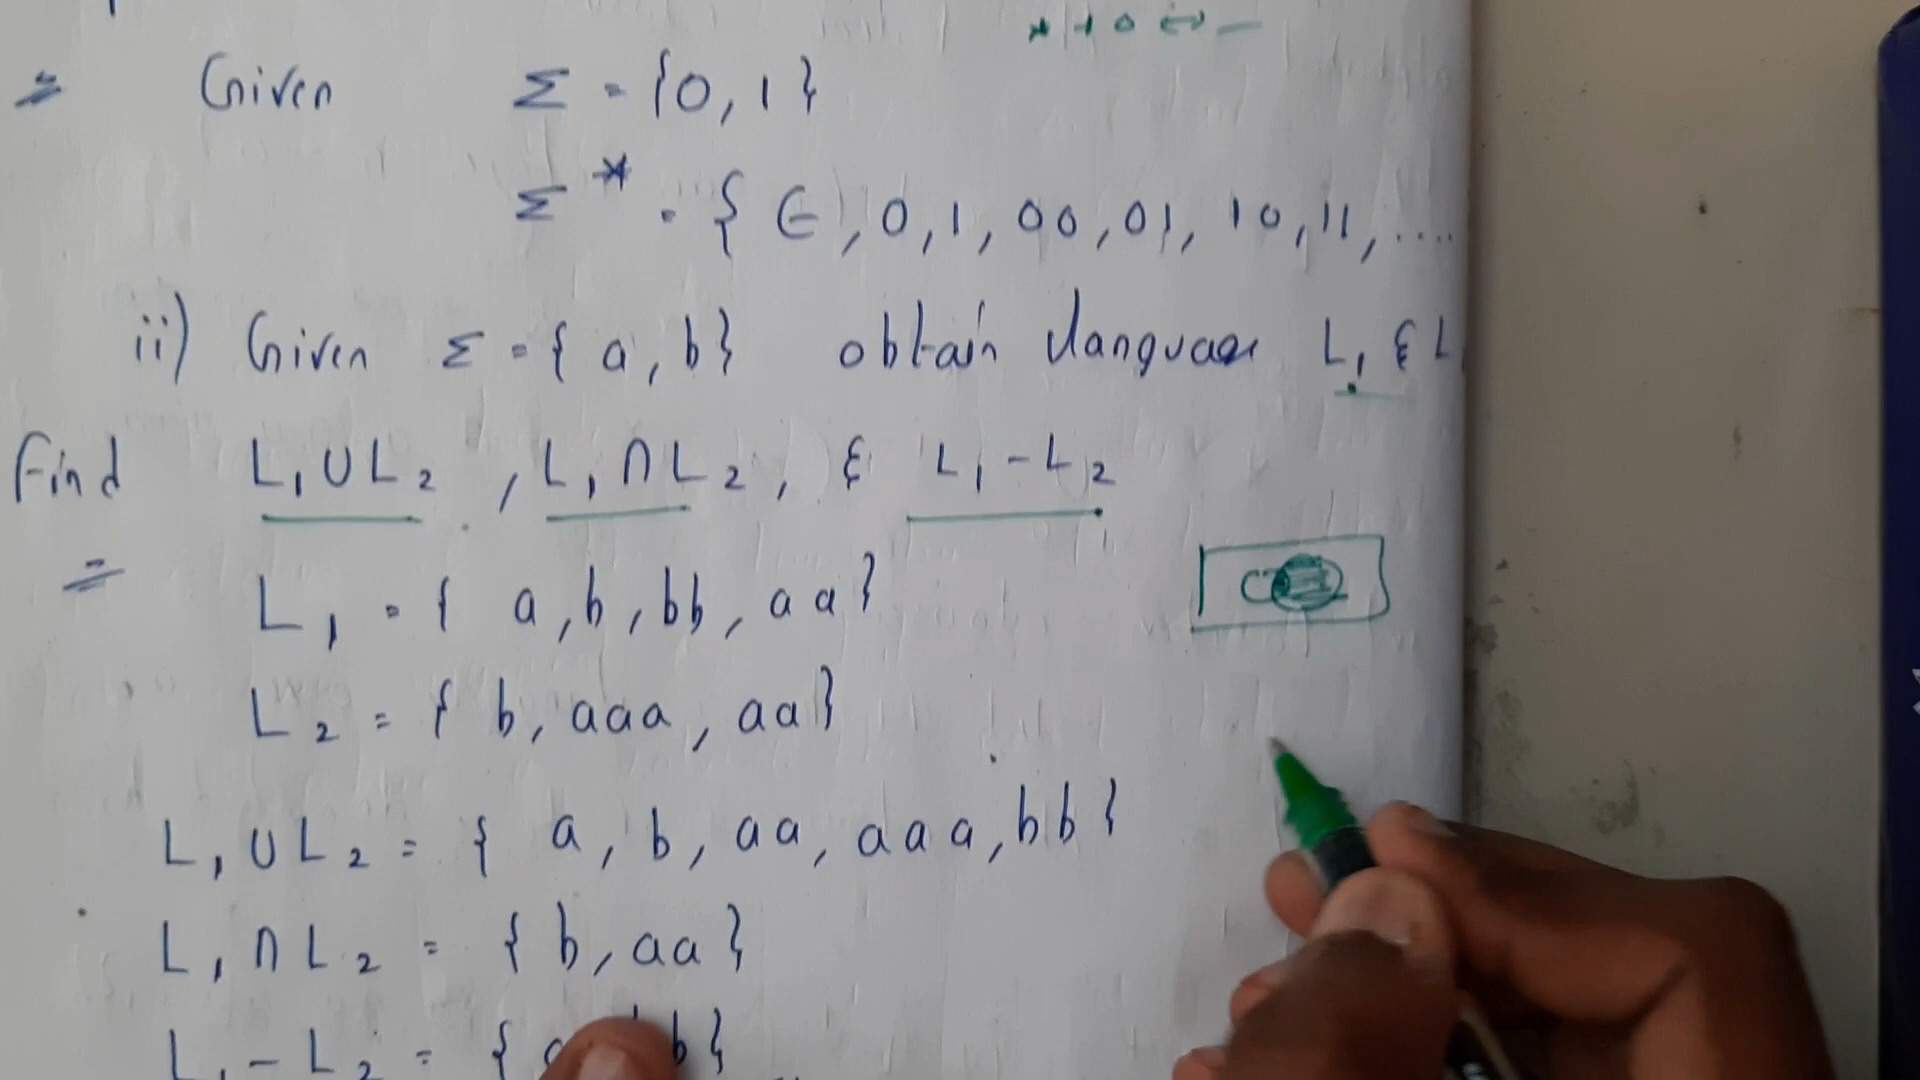 * + ∘ ↔ —
= Given Σ = {0, 1}
Σ* = { ∈, 0, 1, 00, 01, 10, 11, ....
ii) Given Σ = { a, b} obtain language L1 & L
Find L1 U L2 , L1 ∩ L2 , & L1 - L2
= L1 = { a, b, bb, aa}
L2 = { b, aaa, aa}
L1 U L2 = { a, b, aa, aaa, bb}
L1 ∩ L2 = { b, aa }
L1 - L2 = { a b}